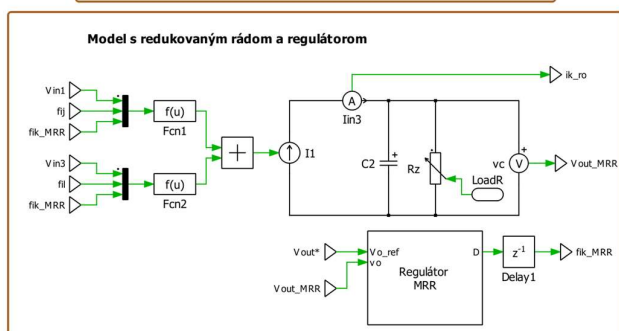 Model s redukovaným rádom a regulátorom
Vin1
fij
fik_MRR
f(u)
Fcn1
Vin3
fil
fik_MRR
f(u)
Fcn2
+
I1
A
Iin3
ik_ro
C2
+
Rz
LoadR
vc
+
V
Vout_MRR
Vout*
Vout_MRR
Vo_ref
vo
D
Regulátor
MRR
z⁻¹
Delay1
fik_MRR